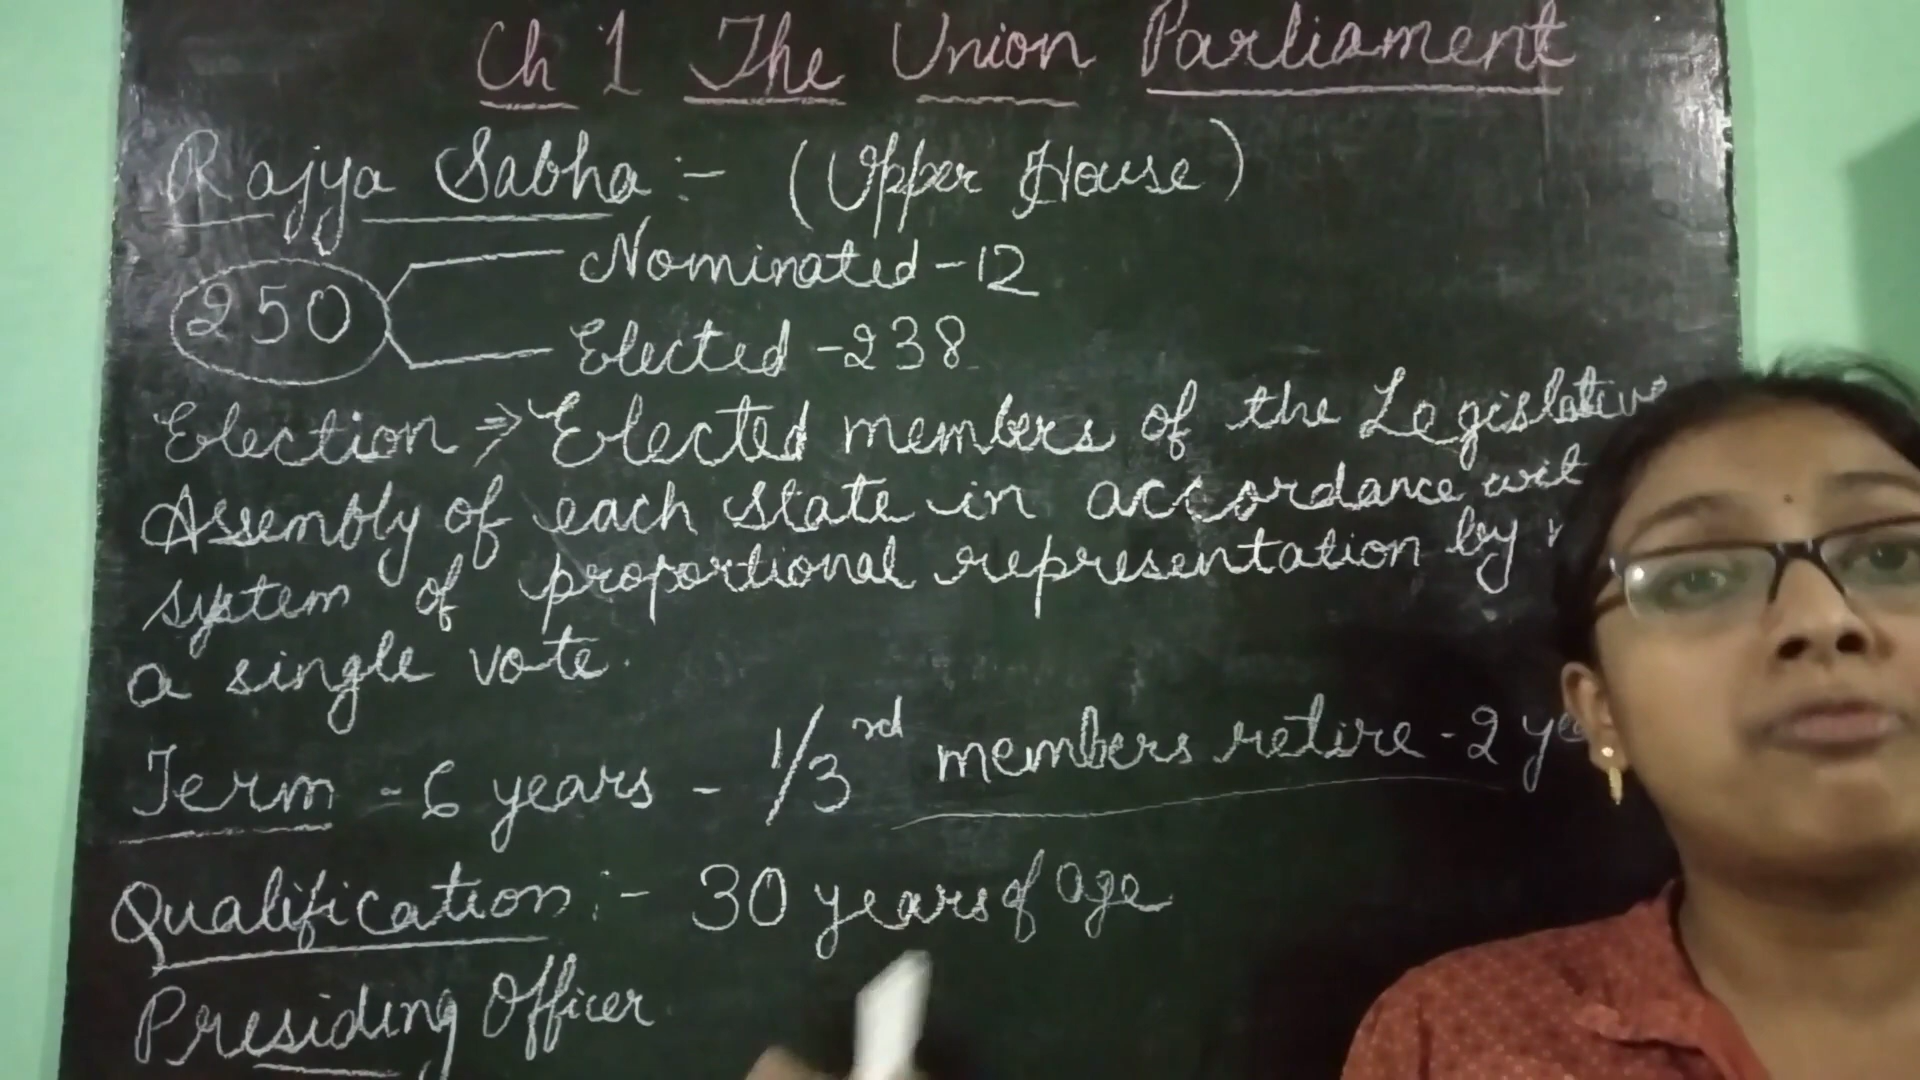 Ch 1 The Union Parliament
Rajya Sabha :- (Upper House)
250
Nominated - 12
Elected - 238
Election → Elected members of the Legislative
Assembly of each state in accordance
system of proportional representation by
a single vote.
Term - 6 years - 1/3rd members retire - 2
Qualification :- 30 years of age
Presiding Officer